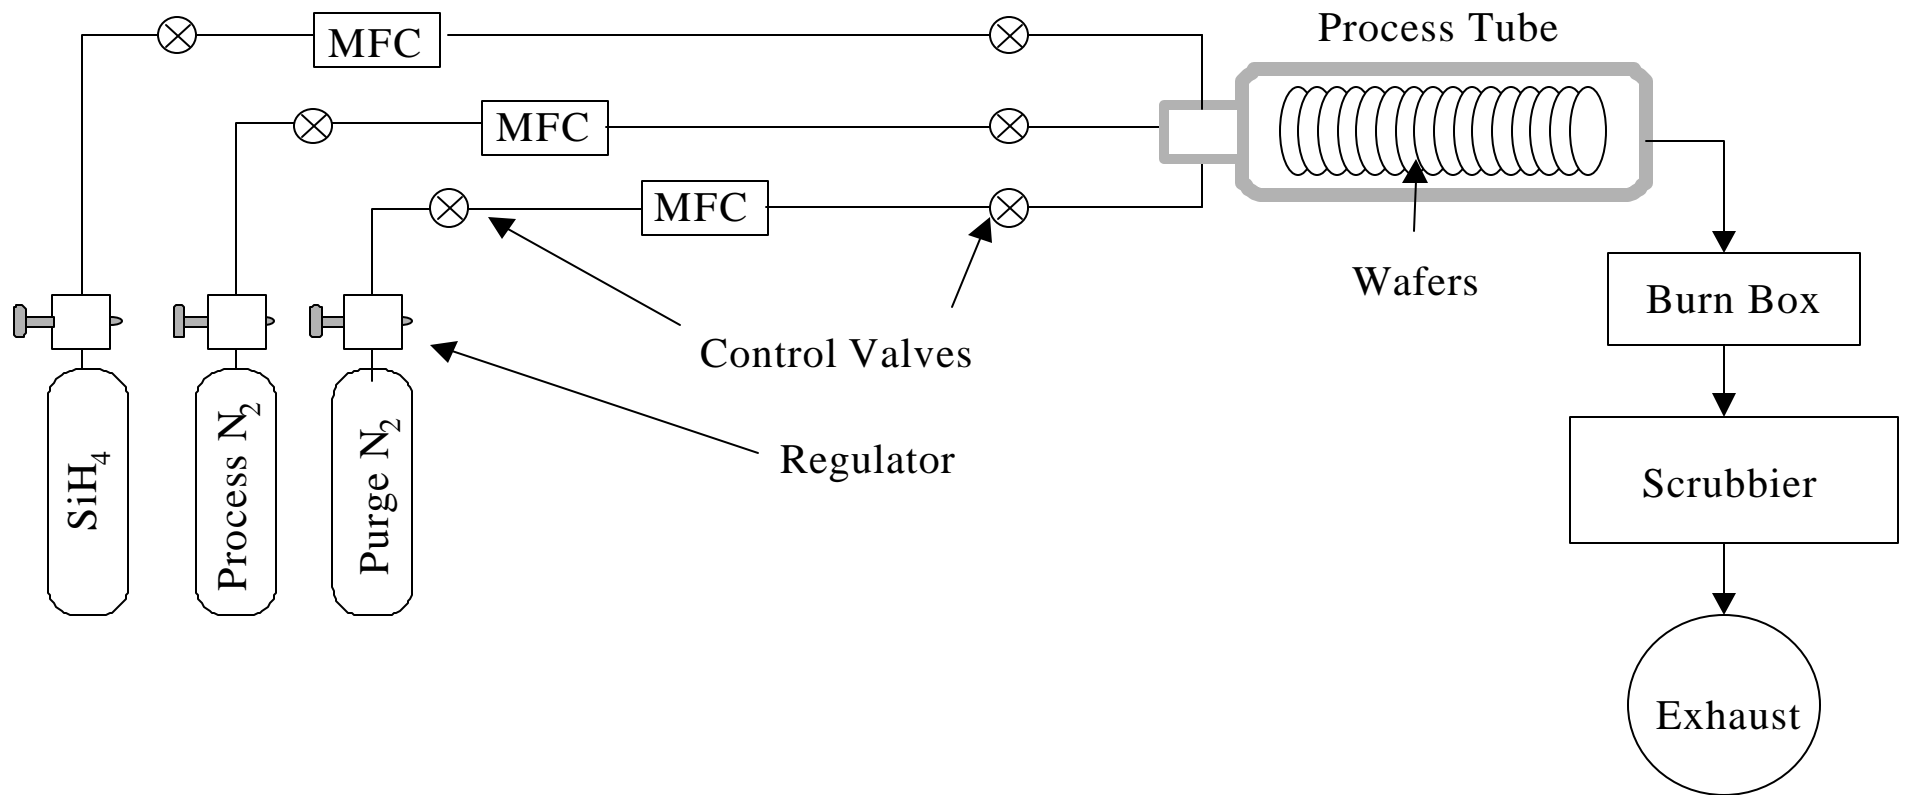 Process Tube
MFC
MFC
MFC
Wafers
Burn Box
Control Valves
Regulator
SiH4
Process N2
Purge N2
Scrubbier
Exhaust